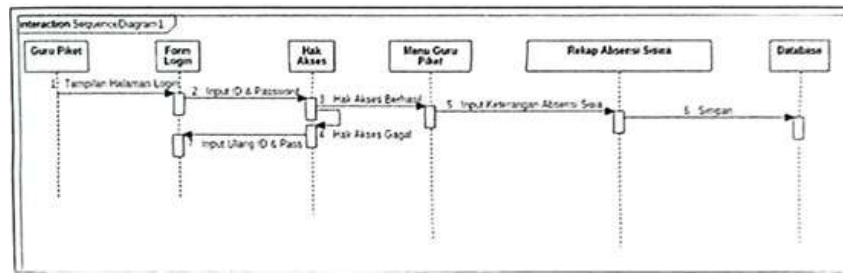 interaction SequenceDiagram1
Guru Piket
Form
Login
Hak
Akses
Menu Guru
Piket
Rekap Absensi Siswa
Database
1 Tampilan Halaman Login
2 Input ID & Password
3 Hak Akses Berhasil
5 Input Keterangan Absensi Siswa
6 Simpan
4 Hak Akses Gagal
7 Input Ulang ID & Pass